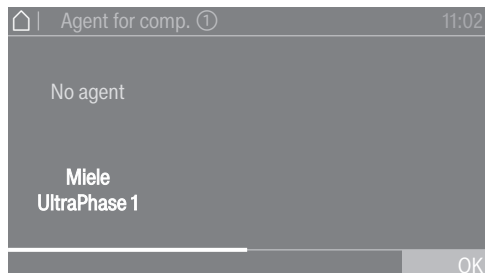 Agent for comp. ① 11:02
No agent
Miele
UltraPhase 1
OK